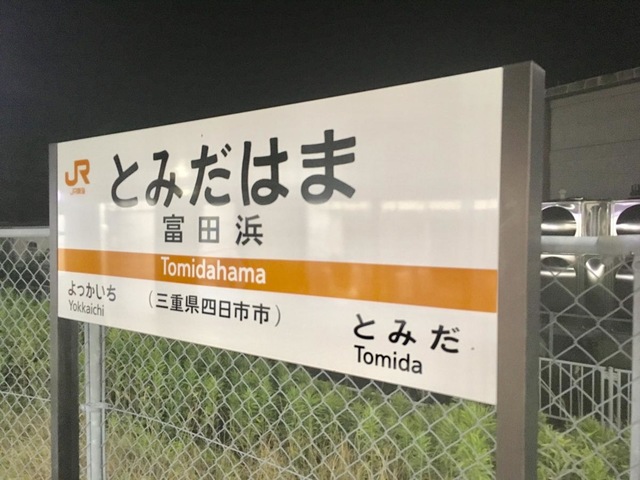 JR
JR東海
とみだはま
富田浜
Tomidahama
よっかいち
Yokkaichi
(三重県四日市市)
とみだ
Tomida